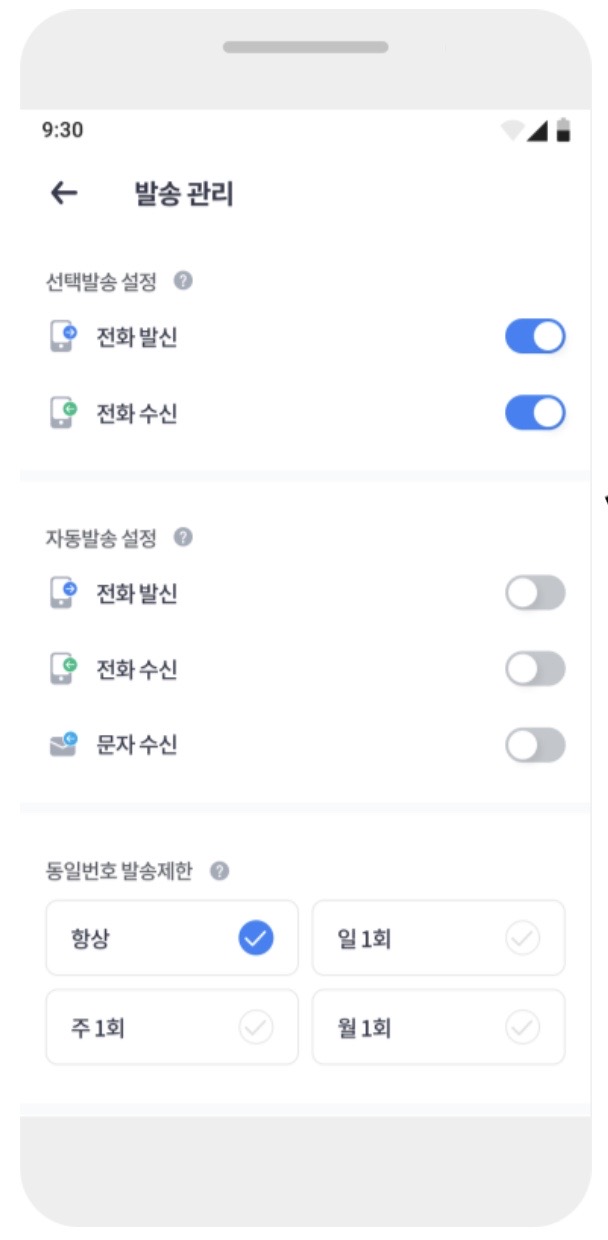 9:30
발송 관리
선택발송 설정 ?
전화 발신
전화 수신
자동발송 설정 ?
전화 발신
전화 수신
문자 수신
동일번호 발송제한 ?
항상
일 1회
주 1회
월 1회